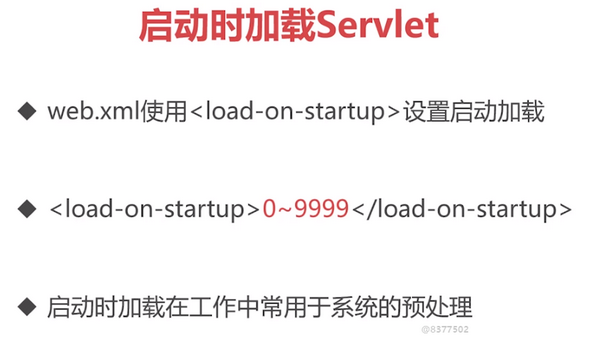 启动时加载Servlet
◆ web.xml使用<load-on-startup>设置启动加载
◆ <load-on-startup>0~9999</load-on-startup>
◆ 启动时加载在工作中常用于系统的预处理
@8377502